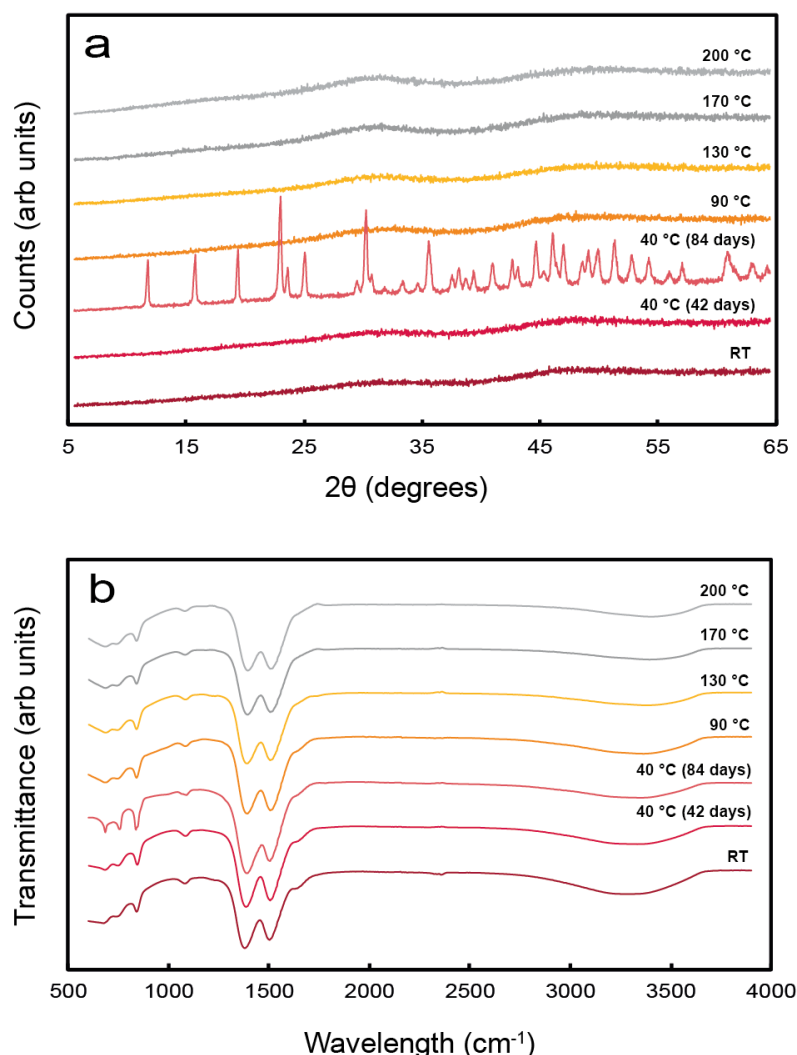 a
Counts (arb units)
200 °C
170 °C
130 °C
90 °C
40 °C (84 days)
40 °C (42 days)
RT
5 15 25 35 45 55 65
2θ (degrees)
b
Transmittance (arb units)
200 °C
170 °C
130 °C
90 °C
40 °C (84 days)
40 °C (42 days)
RT
500 1000 1500 2000 2500 3000 3500 4000
Wavelength (cm⁻¹)